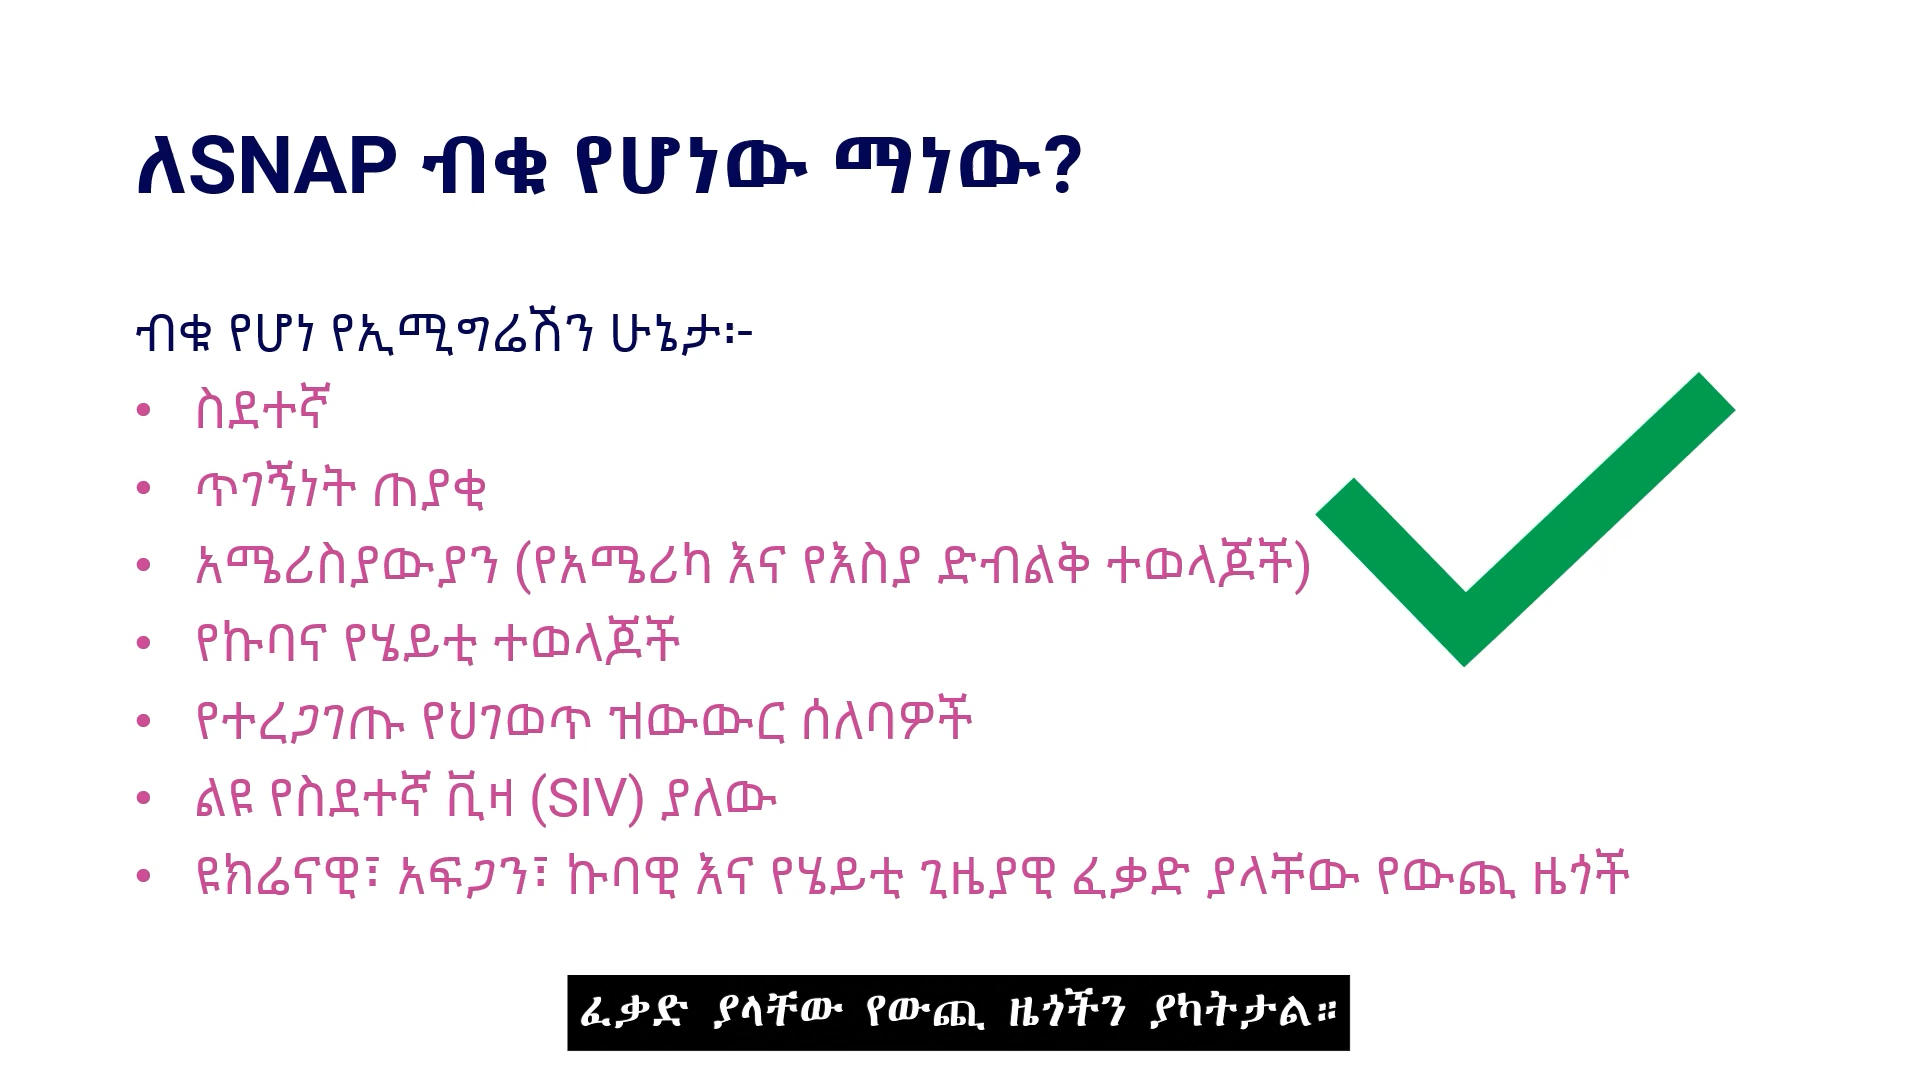 ለSNAP ብቁ የሆነው ማነው?
ብቁ የሆነ የኢሚግሬሽን ሁኔታ፡-
• ስደተኛ
• ጥገኝነት ጠያቂ
• አሜሪስያውያን (የአሜሪካ እና የእስያ ድብልቅ ተወላጆች)
• የኩባና የሄይቲ ተወላጆች
• የተረጋገጡ የህገወጥ ዝውውር ሰለባዎች
• ልዩ የስደተኛ ቪዛ (SIV) ያለው
• ዩክሬናዊ፣ አፍጋን፣ ኩባዊ እና የሄይቲ ጊዜያዊ ፈቃድ ያላቸው የውጪ ዜጎች
ፈቃድ ያላቸው የውጪ ዜጎችን ያካትታል።